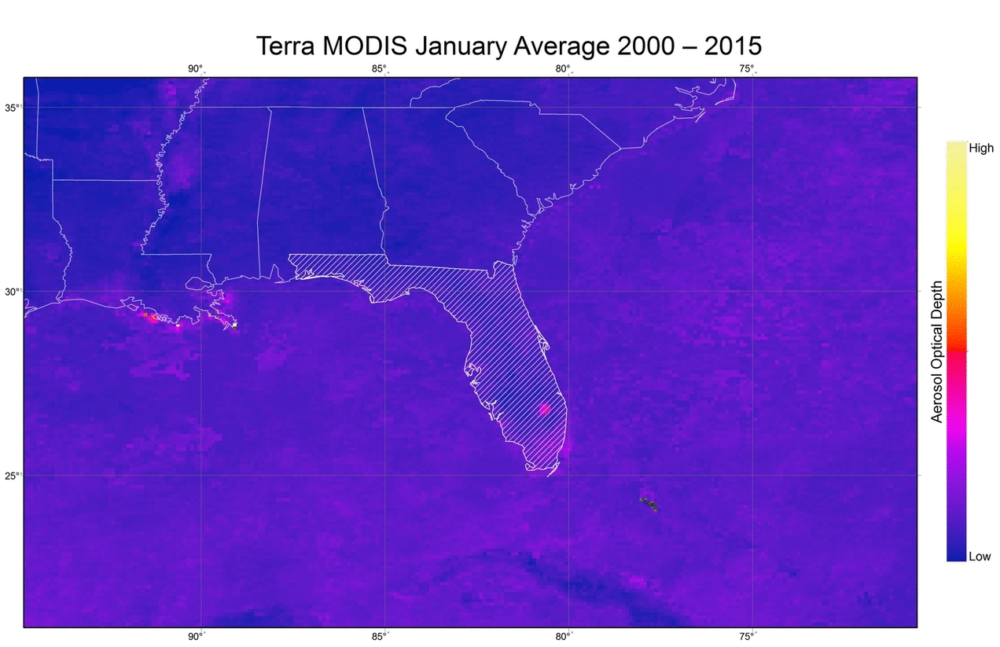 Terra MODIS January Average 2000 – 2015
90° 85° 80° 75°
35°
30°
25°
High
Aerosol Optical Depth
Low
90° 85° 80° 75°